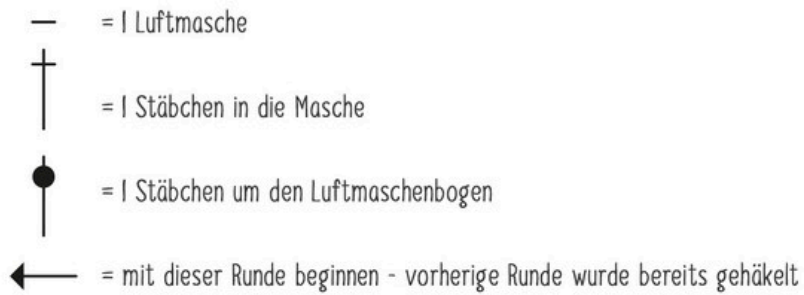 = 1 Luftmasche
= 1 Stäbchen in die Masche
= 1 Stäbchen um den Luftmaschenbogen
= mit dieser Runde beginnen - vorherige Runde wurde bereits gehäkelt